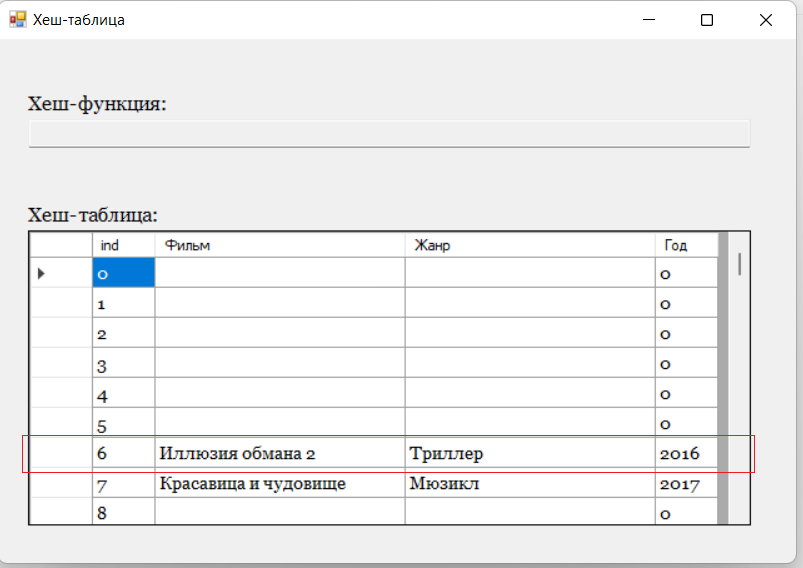 Хеш-таблица
Хеш-функция:
Хеш-таблица:
ind Фильм Жанр Год
0 0
1 0
2 0
3 0
4 0
5 0
6 Иллюзия обмана 2 Триллер 2016
7 Красавица и чудовище Мюзикл 2017
8 0